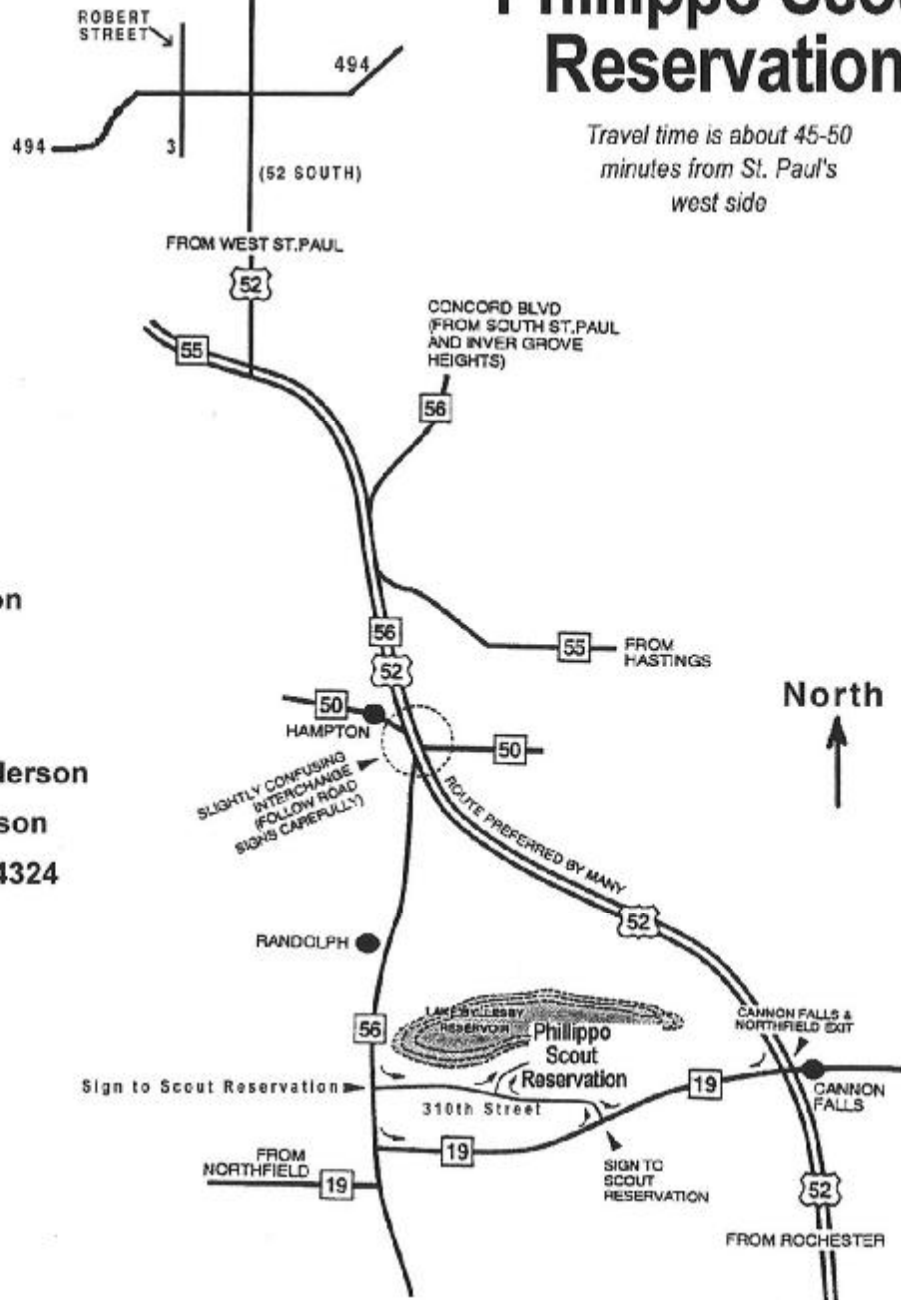 Reservation
Travel time is about 45-50
minutes from St. Paul's
west side
ROBERT
STREET
494
494
3
(52 SOUTH)
FROM WEST ST.PAUL
52
55
CONCORD BLVD
(FROM SOUTH ST.PAUL
AND INVER GROVE
HEIGHTS)
56
on
56
55
FROM
HASTINGS
52
North
50
HAMPTON
50
SLIGHTLY CONFUSING
INTERCHANGE
(FOLLOW ROAD
SIGNS CAREFULLY)
lerson
son
4324
ROUTE PREFERRED BY MANY
52
RANDOLPH
56
LAKE BYLLESBY
RESERVOIR
Phillippo
Scout
Reservation
CANNON FALLS &
NORTHFIELD EXIT
Sign to Scout Reservation
19
CANNON
FALLS
310th Street
19
FROM
NORTHFIELD
19
SIGN TO
SCOUT
RESERVATION
52
FROM ROCHESTER